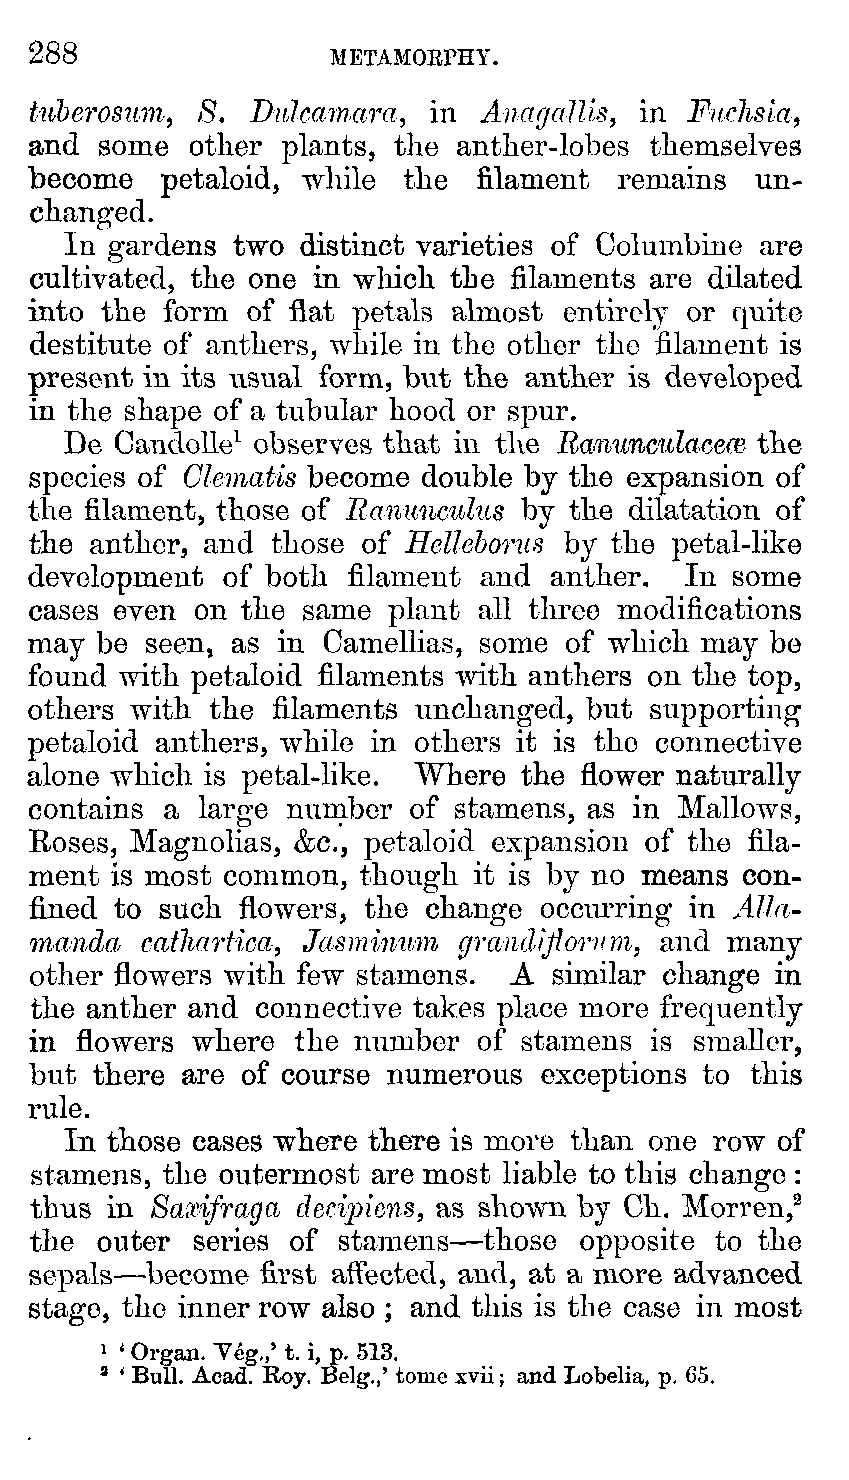 288 METAMORPHY.
tuberosum, S. Dulcamara, in Anagallis, in Fuchsia,
and some other plants, the anther-lobes themselves
become petaloid, while the filament remains un-
changed.
In gardens two distinct varieties of Columbine are
cultivated, the one in which the filaments are dilated
into the form of flat petals almost entirely or quite
destitute of anthers, while in the other the filament is
present in its usual form, but the anther is developed
in the shape of a tubular hood or spur.
De Candolle¹ observes that in the Ranunculaceæ the
species of Clematis become double by the expansion of
the filament, those of Ranunculus by the dilatation of
the anther, and those of Helleborus by the petal-like
development of both filament and anther. In some
cases even on the same plant all three modifications
may be seen, as in Camellias, some of which may be
found with petaloid filaments with anthers on the top,
others with the filaments unchanged, but supporting
petaloid anthers, while in others it is the connective
alone which is petal-like. Where the flower naturally
contains a large number of stamens, as in Mallows,
Roses, Magnolias, &c., petaloid expansion of the fila-
ment is most common, though it is by no means con-
fined to such flowers, the change occurring in Alla-
manda cathartica, Jasminum grandiflorum, and many
other flowers with few stamens. A similar change in
the anther and connective takes place more frequently
in flowers where the number of stamens is smaller,
but there are of course numerous exceptions to this
rule.
In those cases where there is more than one row of
stamens, the outermost are most liable to this change:
thus in Saxifraga decipiens, as shown by Ch. Morren,²
the outer series of stamens—those opposite to the
sepals—become first affected, and, at a more advanced
stage, the inner row also; and this is the case in most
¹ 'Organ. Vég.,' t. i, p. 513.
² 'Bull. Acad. Roy. Belg.,' tome xvii; and Lobelia, p. 65.